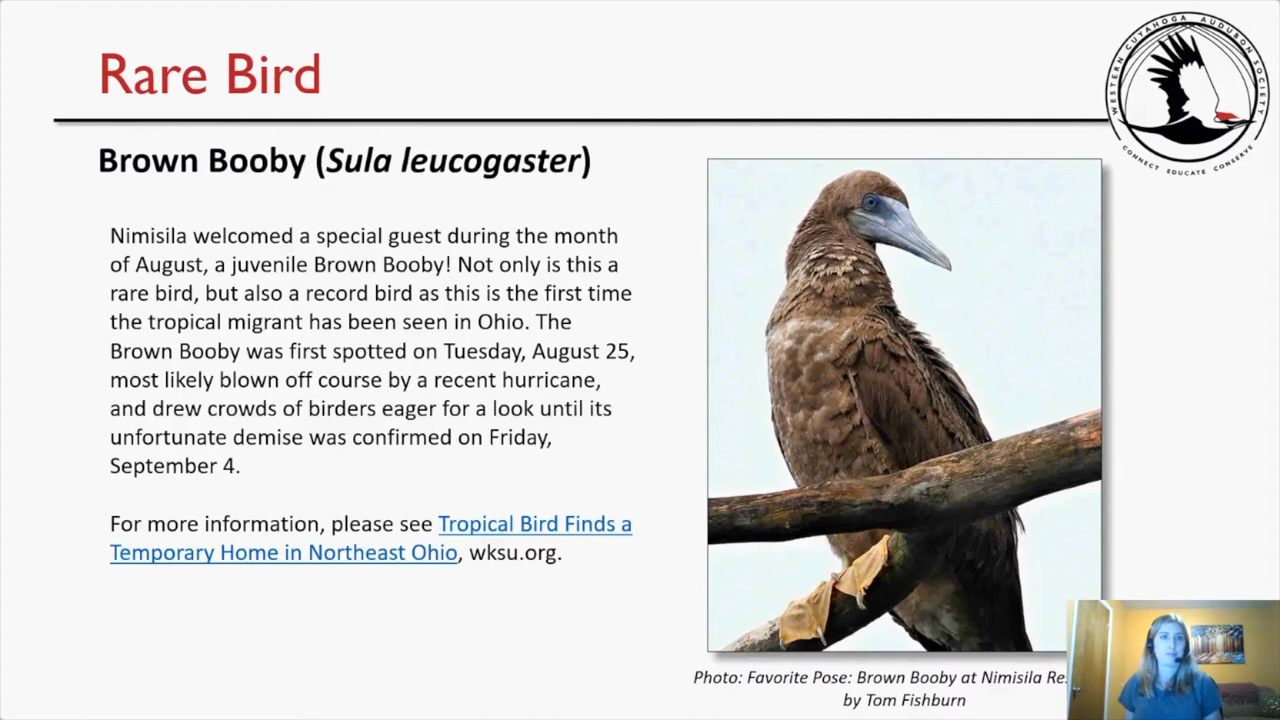 Rare Bird
WESTERN CUYAHOGA AUDUBON SOCIETY
CONNECT EDUCATE CONSERVE
Brown Booby (Sula leucogaster)
Nimisila welcomed a special guest during the month
of August, a juvenile Brown Booby! Not only is this a
rare bird, but also a record bird as this is the first time
the tropical migrant has been seen in Ohio. The
Brown Booby was first spotted on Tuesday, August 25,
most likely blown off course by a recent hurricane,
and drew crowds of birders eager for a look until its
unfortunate demise was confirmed on Friday,
September 4.
For more information, please see Tropical Bird Finds a
Temporary Home in Northeast Ohio, wksu.org.
Photo: Favorite Pose: Brown Booby at Nimisila
by Tom Fishburn